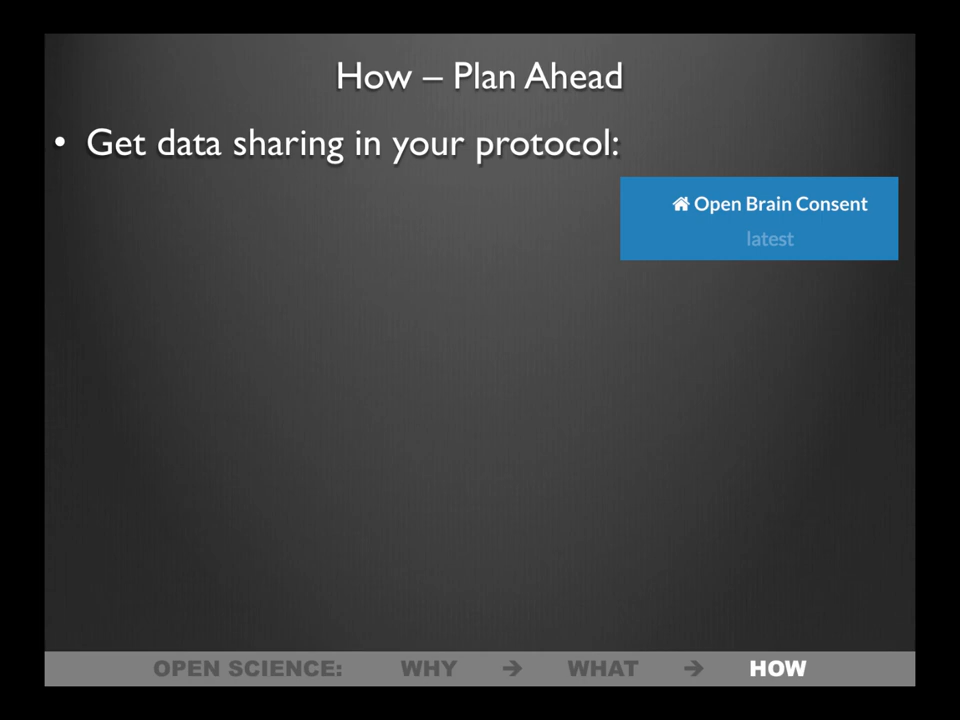 How – Plan Ahead
• Get data sharing in your protocol:
Open Brain Consent
latest
OPEN SCIENCE: WHY ➔ WHAT ➔ HOW